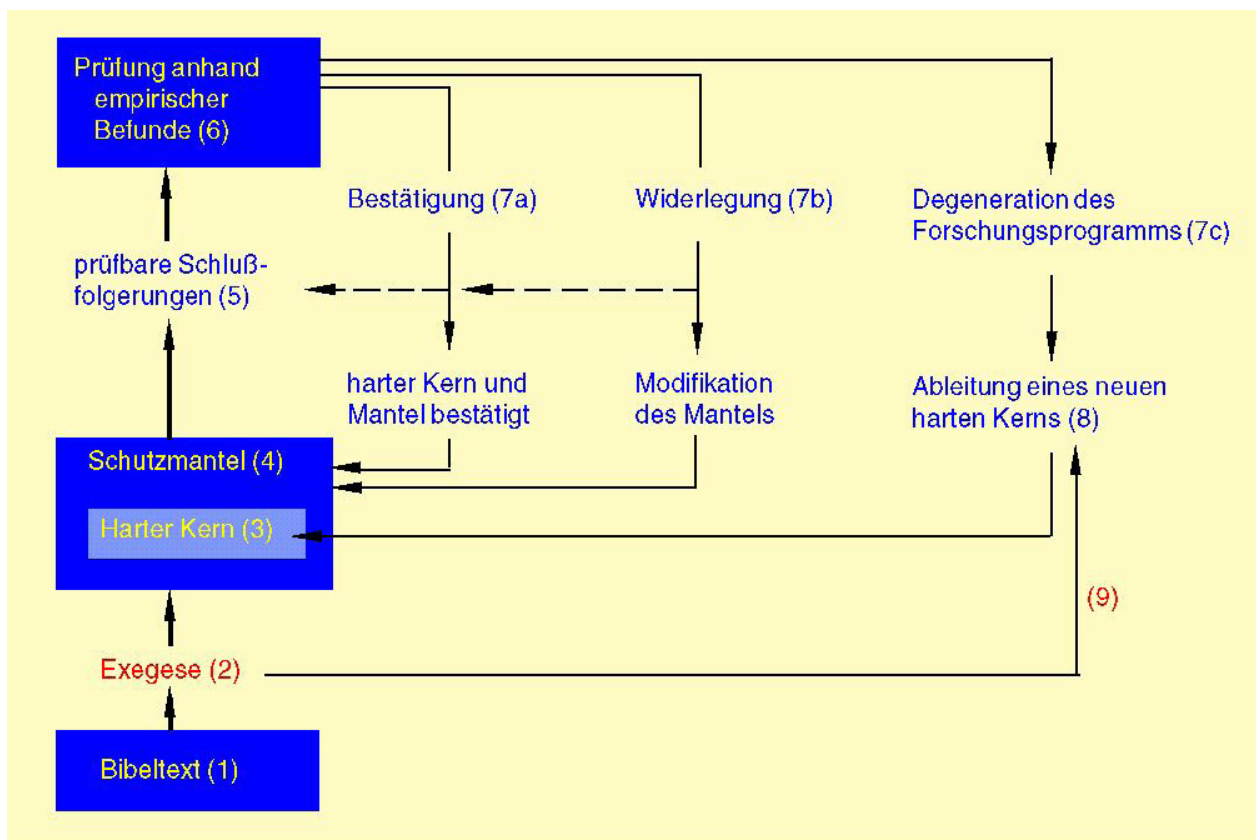 Prüfung anhand
empirischer
Befunde (6)
Bestätigung (7a)
Widerlegung (7b)
Degeneration des
Forschungsprogramms (7c)
prüfbare Schluß-
folgerungen (5)
harter Kern und
Mantel bestätigt
Modifikation
des Mantels
Ableitung eines neuen
harten Kerns (8)
Schutzmantel (4)
Harter Kern (3)
(9)
Exegese (2)
Bibeltext (1)